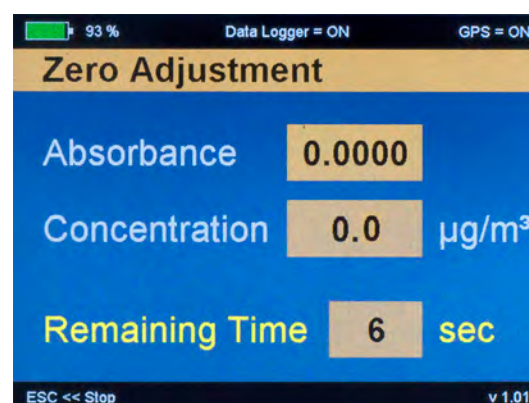 93 % Data Logger = ON GPS = ON
Zero Adjustment
Absorbance 0.0000
Concentration 0.0 µg/m³
Remaining Time 6 sec
ESC << Stop v 1.01